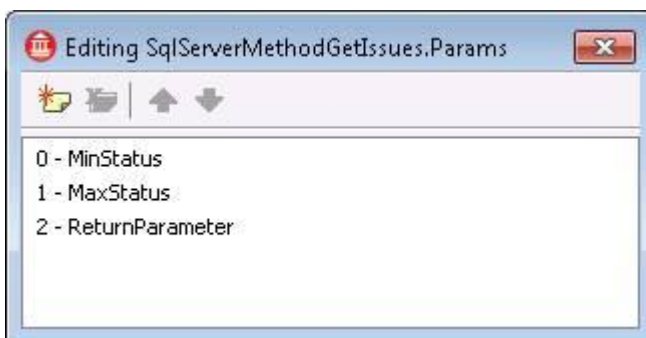 Editing SqlServerMethodGetIssues.Params
0 - MinStatus
1 - MaxStatus
2 - ReturnParameter